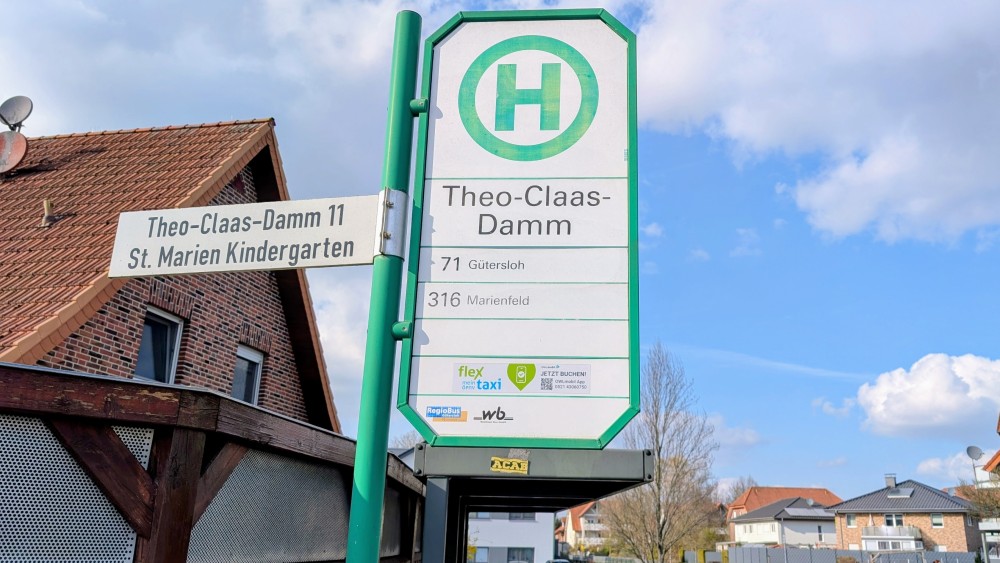 Theo-Claas-Damm 11
St. Marien Kindergarten
H
Theo-Claas-
Damm
71 Gütersloh
316 Marienfeld
flex
taxi
JETZT BUCHEN!
RegioBus
wb
ACAB